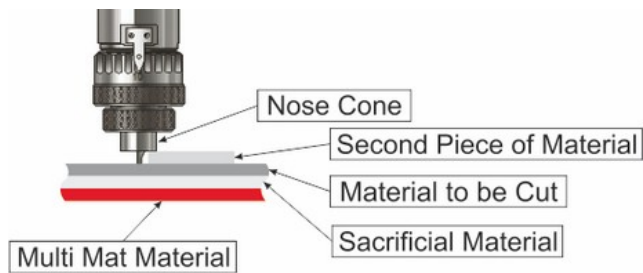 Nose Cone
Second Piece of Material
Material to be Cut
Sacrificial Material
Multi Mat Material